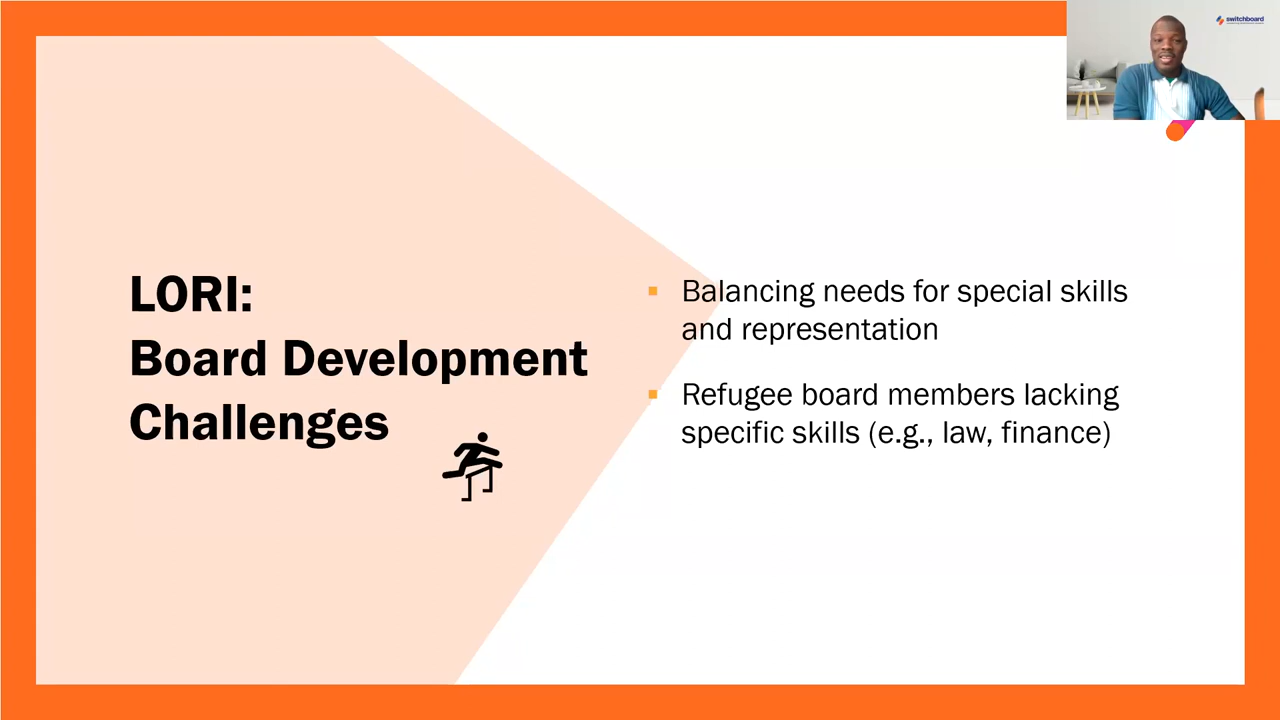 switchboard
LORI:
Board Development
Challenges
Balancing needs for special skills
and representation
Refugee board members lacking
specific skills (e.g., law, finance)